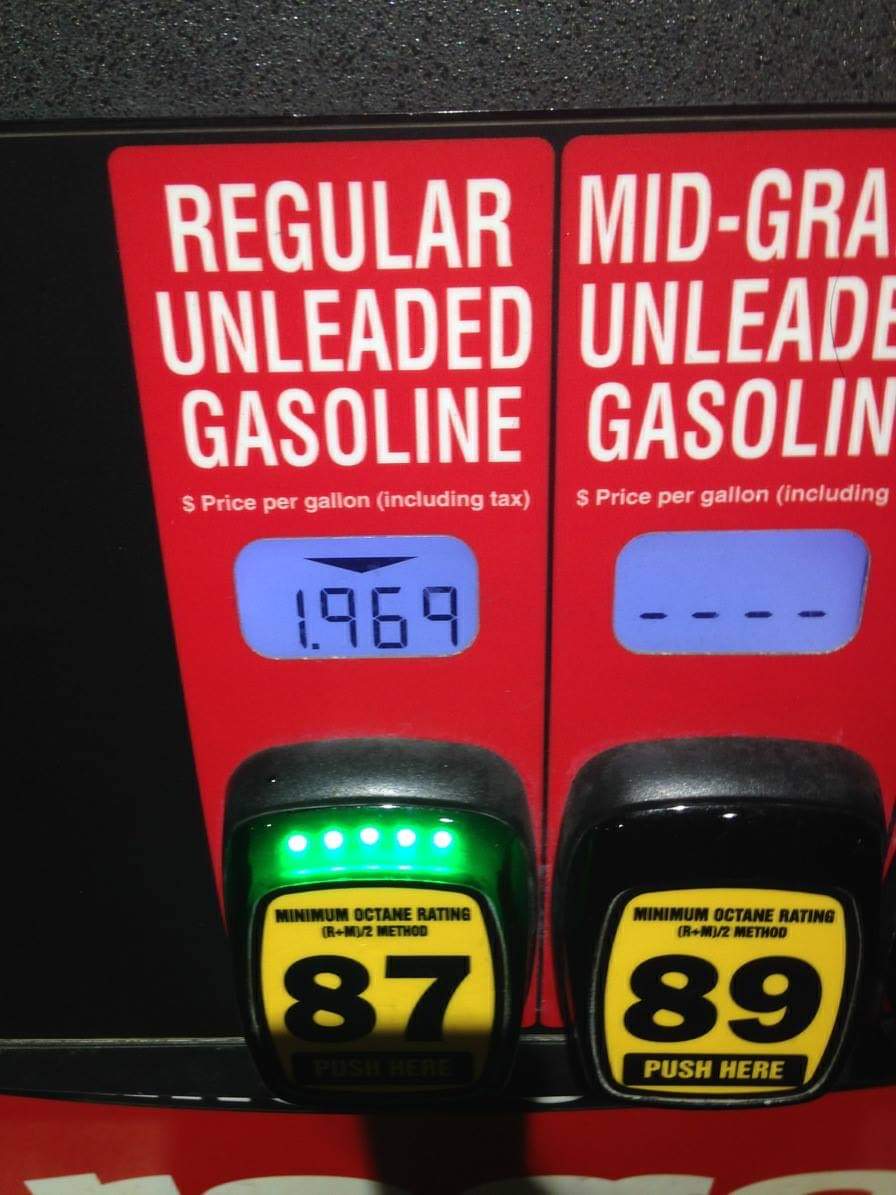 REGULAR
UNLEADED
GASOLINE
$ Price per gallon (including tax)
1.969
MINIMUM OCTANE RATING
(R+M)/2 METHOD
87
PUSH HERE
MID-GRA
UNLEADE
GASOLIN
$ Price per gallon (including
- - - -
MINIMUM OCTANE RATING
(R+M)/2 METHOD
89
PUSH HERE